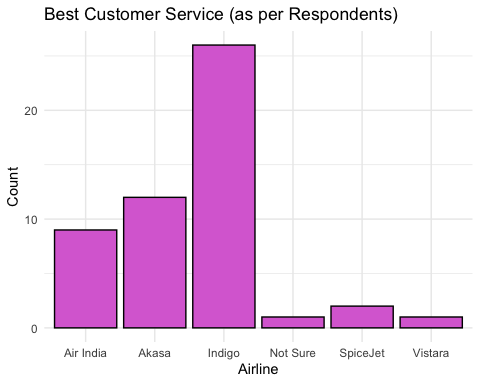 Best Customer Service (as per Respondents)
20
10
0
Count
Air India
Akasa
Indigo
Not Sure
SpiceJet
Vistara
Airline